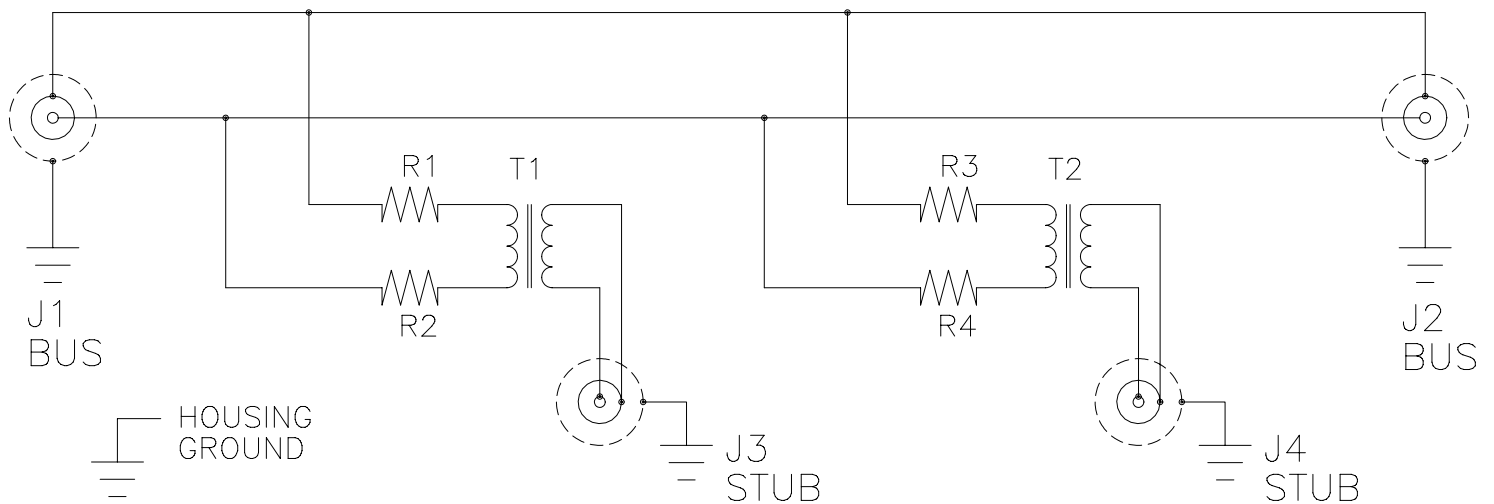 R1
T1
R3
T2
R2
R4
J1
BUS
J2
BUS
HOUSING
GROUND
J3
STUB
J4
STUB